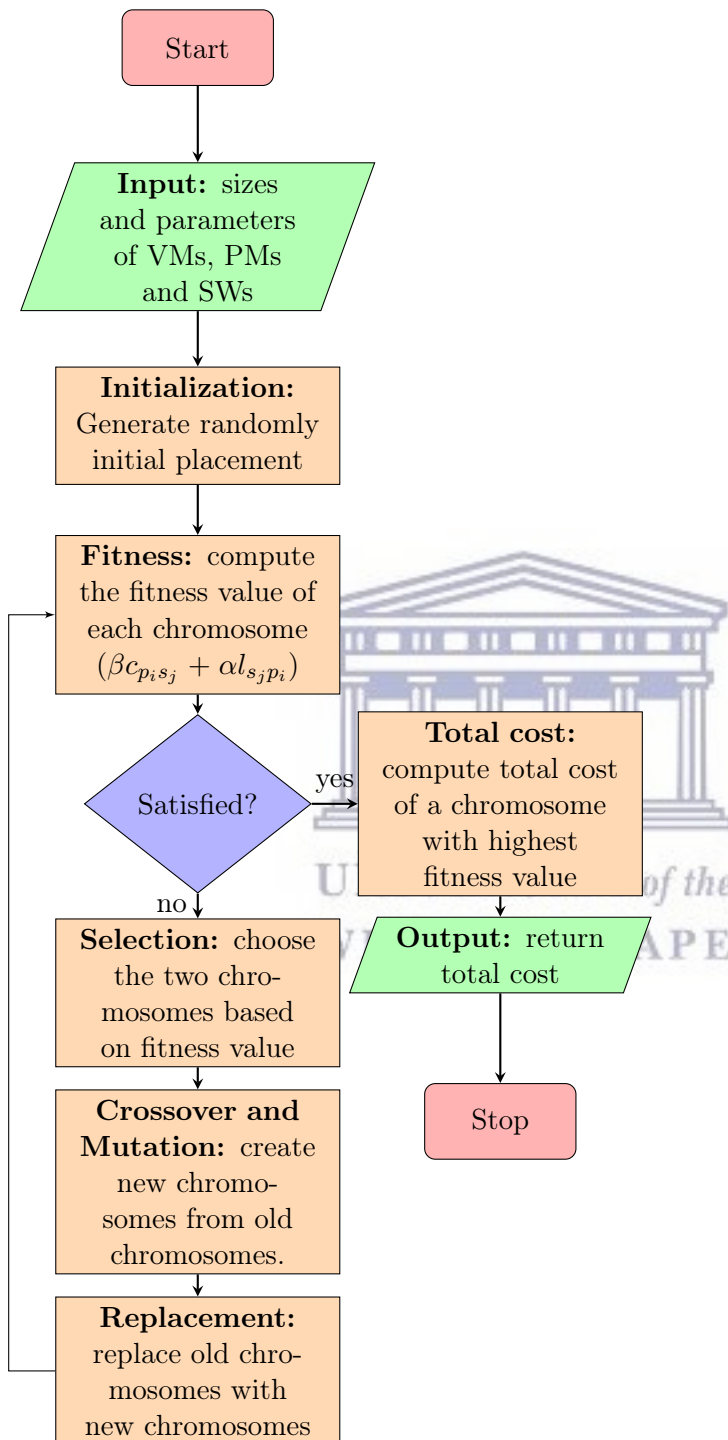 Start
Input: sizes
and parameters
of VMs, PMs
and SWs
Initialization:
Generate randomly
initial placement
Fitness: compute
the fitness value of
each chromosome
(βc_{p_i s_j} + αl_{s_j p_i})
Satisfied?
yes
Total cost:
compute total cost
of a chromosome
with highest
fitness value
no
Selection: choose
the two chro-
mosomes based
on fitness value
Output: return
total cost
Stop
Crossover and
Mutation: create
new chromo-
somes from old
chromosomes.
Replacement:
replace old chro-
mosomes with
new chromosomes
of the